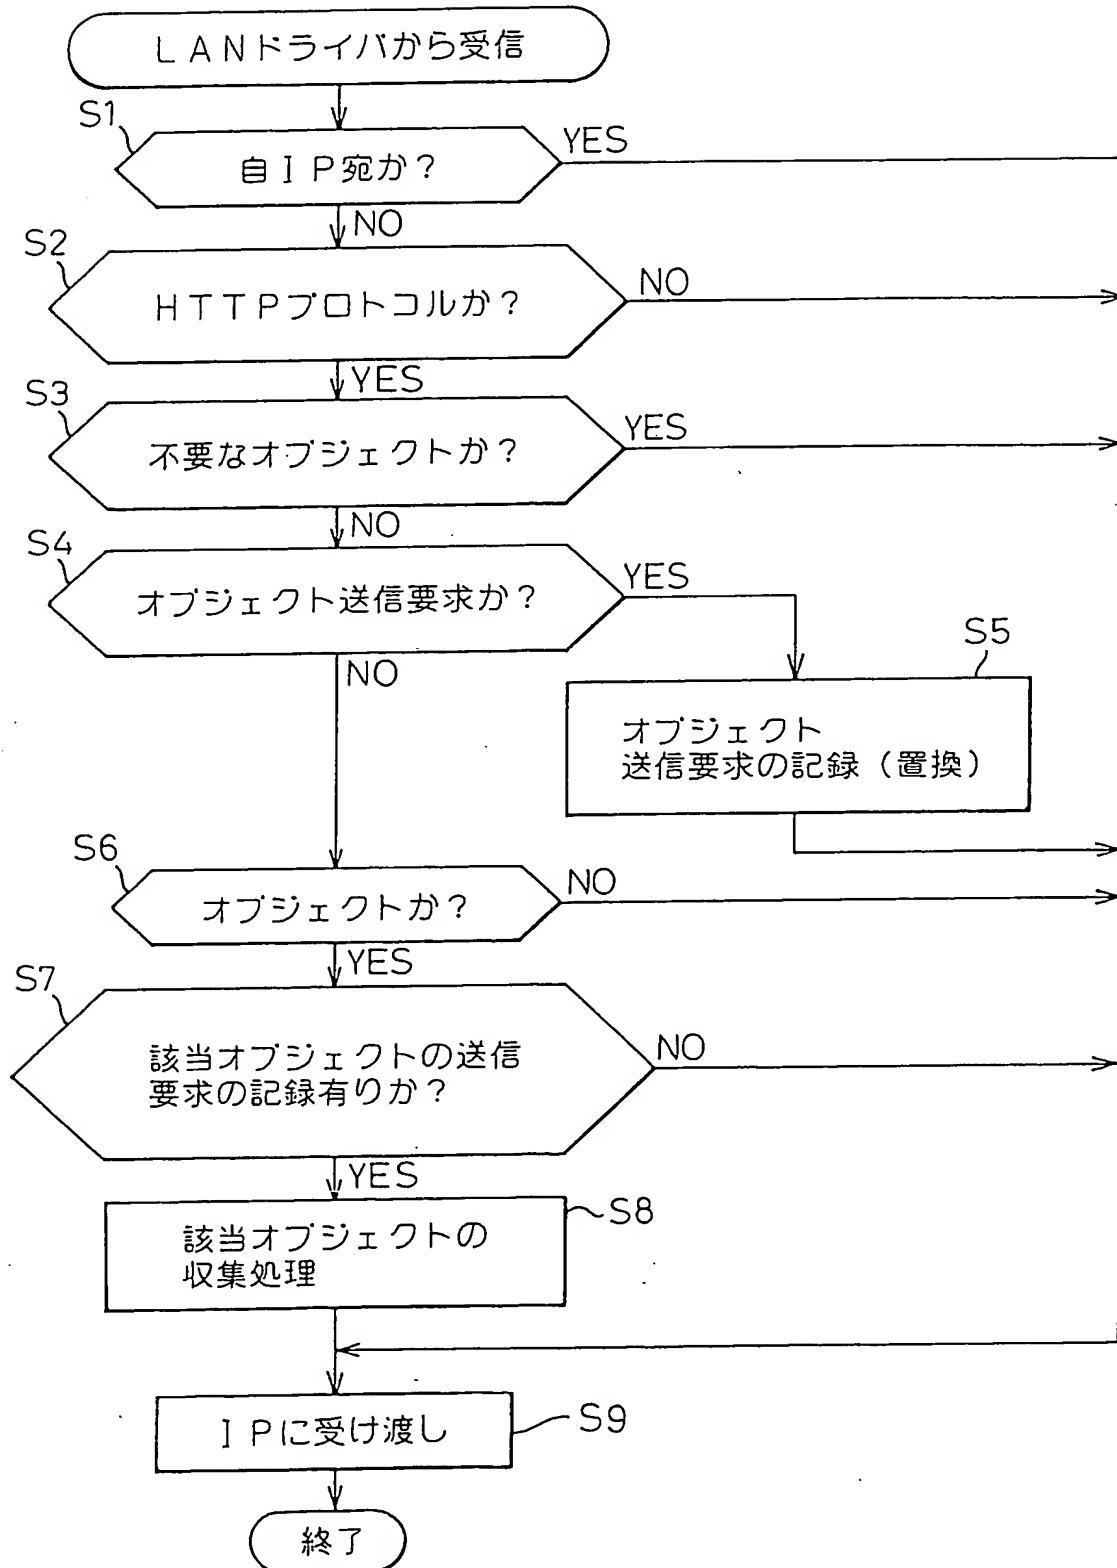 LANドライバから受信
S1
自IP宛か?
YES
NO
S2
HTTPプロトコルか?
NO
YES
S3
不要なオブジェクトか?
YES
NO
S4
オブジェクト送信要求か?
YES
NO
S5
オブジェクト
送信要求の記録(置換)
S6
オブジェクトか?
NO
YES
S7
該当オブジェクトの送信
要求の記録有りか?
NO
YES
該当オブジェクトの
収集処理
S8
IPに受け渡し
S9
終了